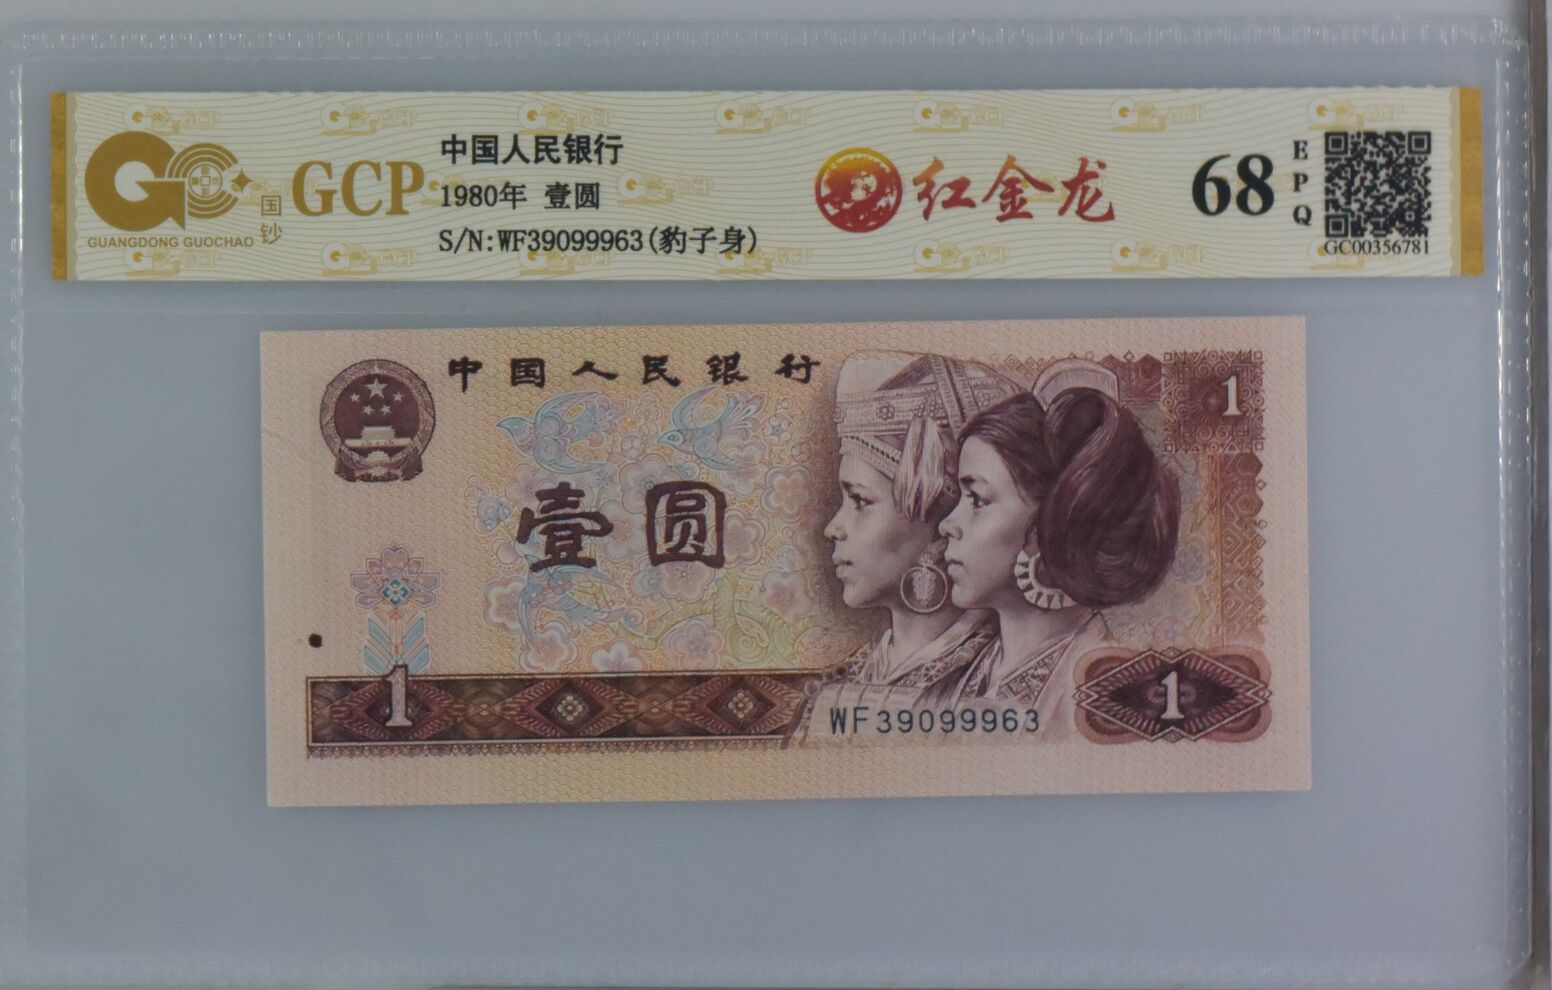 GCP
国钞
GUANGDONG GUOCHAO
中国人民银行
1980年 壹圆
S/N:WF39099963(豹子身)
红金龙
68
EPQ
GC00356781
中国人民银行
1
壹圆
1
WF39099963
1